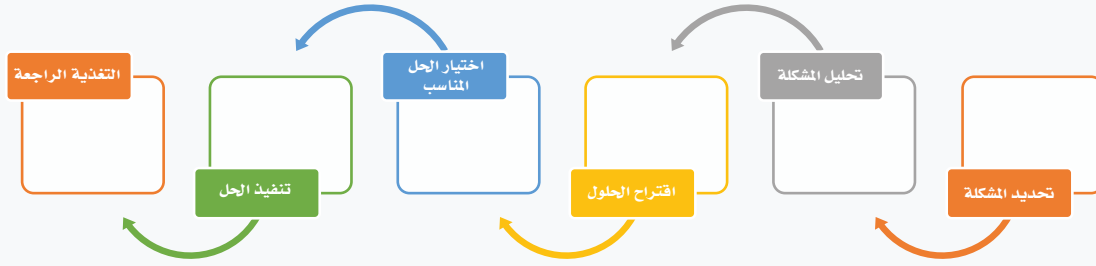 تحديد المشكلة
تحليل المشكلة
اقتراح الحلول
اختيار الحل
المناسب
تنفيذ الحل
التغذية الراجعة